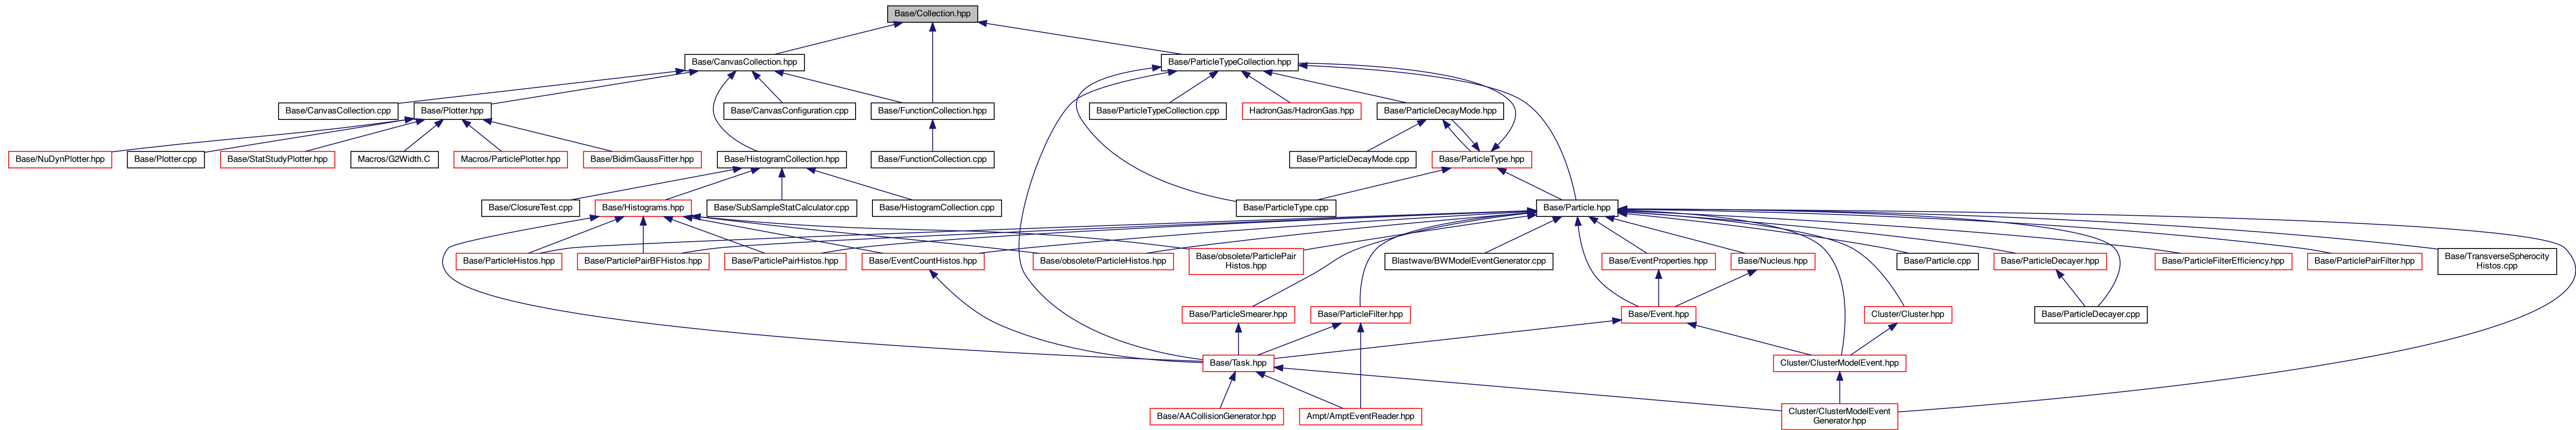 Base/Collection.hpp
Base/CanvasCollection.hpp
Base/ParticleTypeCollection.hpp
Base/CanvasCollection.cpp
Base/Plotter.hpp
Base/CanvasConfiguration.cpp
Base/FunctionCollection.hpp
Base/ParticleTypeCollection.cpp
HadronGas/HadronGas.hpp
Base/ParticleDecayMode.hpp
Base/NuDynPlotter.hpp
Base/Plotter.cpp
Base/StatStudyPlotter.hpp
Macros/G2Width.C
Macros/ParticlePlotter.hpp
Base/BidimGaussFitter.hpp
Base/HistogramCollection.hpp
Base/FunctionCollection.cpp
Base/ParticleDecayMode.cpp
Base/ParticleType.hpp
Base/ClosureTest.cpp
Base/Histograms.hpp
Base/SubSampleStatCalculator.cpp
Base/HistogramCollection.cpp
Base/ParticleType.cpp
Base/Particle.hpp
Base/ParticleHistos.hpp
Base/ParticlePairBFHistos.hpp
Base/ParticlePairHistos.hpp
Base/EventCountHistos.hpp
Base/obsolete/ParticleHistos.hpp
Base/obsolete/ParticlePair
Histos.hpp
Blastwave/BWModelEventGenerator.cpp
Base/EventProperties.hpp
Base/Nucleus.hpp
Base/Particle.cpp
Base/ParticleDecayer.hpp
Base/ParticleFilterEfficiency.hpp
Base/ParticlePairFilter.hpp
Base/TransverseSpherocity
Histos.cpp
Base/ParticleSmearer.hpp
Base/ParticleFilter.hpp
Base/Event.hpp
Cluster/Cluster.hpp
Base/ParticleDecayer.cpp
Base/Task.hpp
Cluster/ClusterModelEvent.hpp
Base/AACollisionGenerator.hpp
Ampt/AmptEventReader.hpp
Cluster/ClusterModelEvent
Generator.hpp